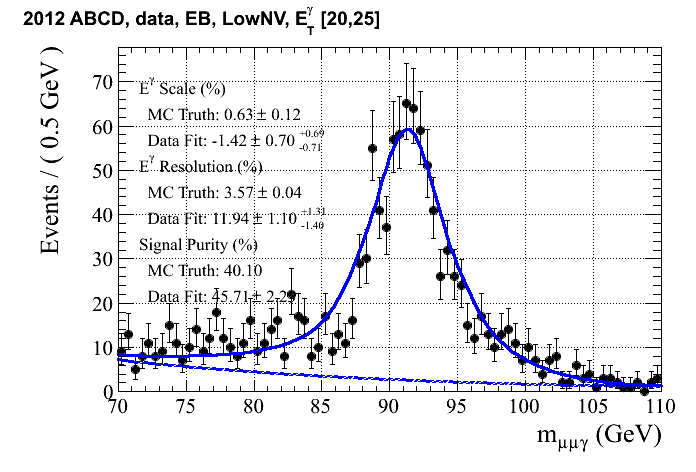 2012 ABCD, data, EB, LowNV, E_T^γ [20,25]
Events / ( 0.5 GeV )
70
60
50
40
30
20
10
0
E^γ Scale (%)
MC Truth: 0.63 ± 0.12
Data Fit: -1.42 ± 0.70 +0.69 -0.71
E^γ Resolution (%)
MC Truth: 3.57 ± 0.04
Data Fit: 11.94 ± 1.10 +1.31 -1.40
Signal Purity (%)
MC Truth: 40.10
Data Fit: 45.71 ± 2.29
70 75 80 85 90 95 100 105 110
m_μμγ (GeV)